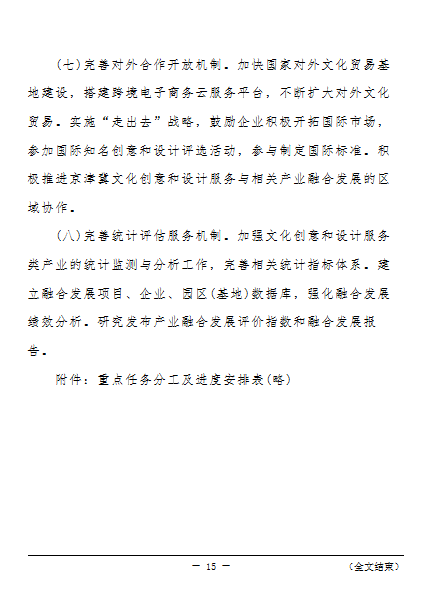 (七)完善对外合作开放机制。加快国家对外文化贸易基
地建设，搭建跨境电子商务云服务平台，不断扩大对外文化
贸易。实施“走出去”战略，鼓励企业积极开拓国际市场，
参加国际知名创意和设计评选活动，参与制定国际标准。积
极推进京津冀文化创意和设计服务与相关产业融合发展的区
域协作。
(八)完善统计评估服务机制。加强文化创意和设计服务
类产业的统计监测与分析工作，完善相关统计指标体系。建
立融合发展项目、企业、园区(基地)数据库，强化融合发展
绩效分析。研究发布产业融合发展评价指数和融合发展报
告。
附件：重点任务分工及进度安排表(略)
— 15 — （全文结束）